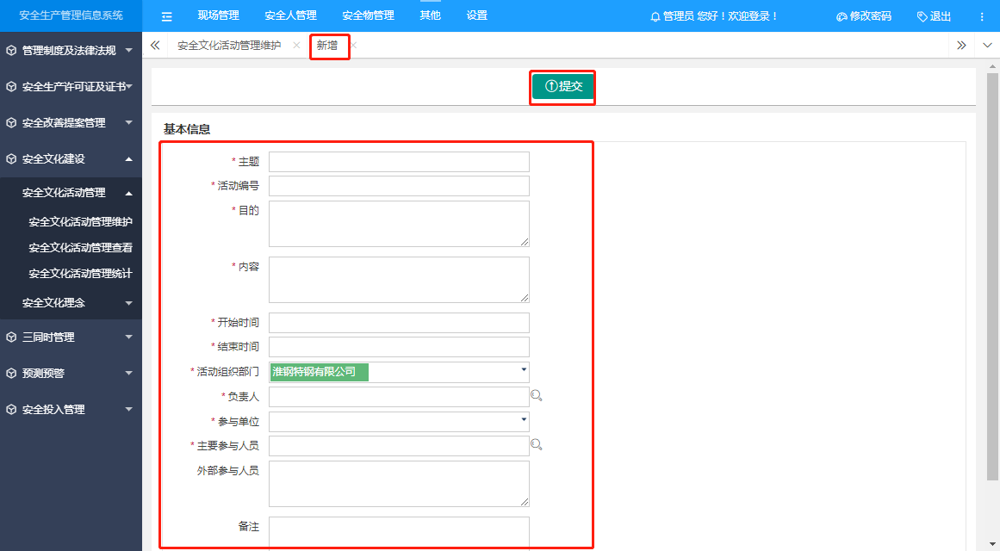 安全生产管理信息系统
现场管理 安全人管理 安全物管理 其他 设置
管理员 您好！欢迎登录！ 修改密码 退出
安全文化活动管理维护 新增
提交
管理制度及法律法规
安全生产许可证及证书
安全改善提案管理
安全文化建设
安全文化活动管理
安全文化活动管理维护
安全文化活动管理查看
安全文化活动管理统计
安全文化理念
三同时管理
预测预警
安全投入管理
基本信息
* 主题
* 活动编号
* 目的
* 内容
* 开始时间
* 结束时间
* 活动组织部门 淮钢特钢有限公司
* 负责人
* 参与单位
* 主要参与人员
外部参与人员
备注